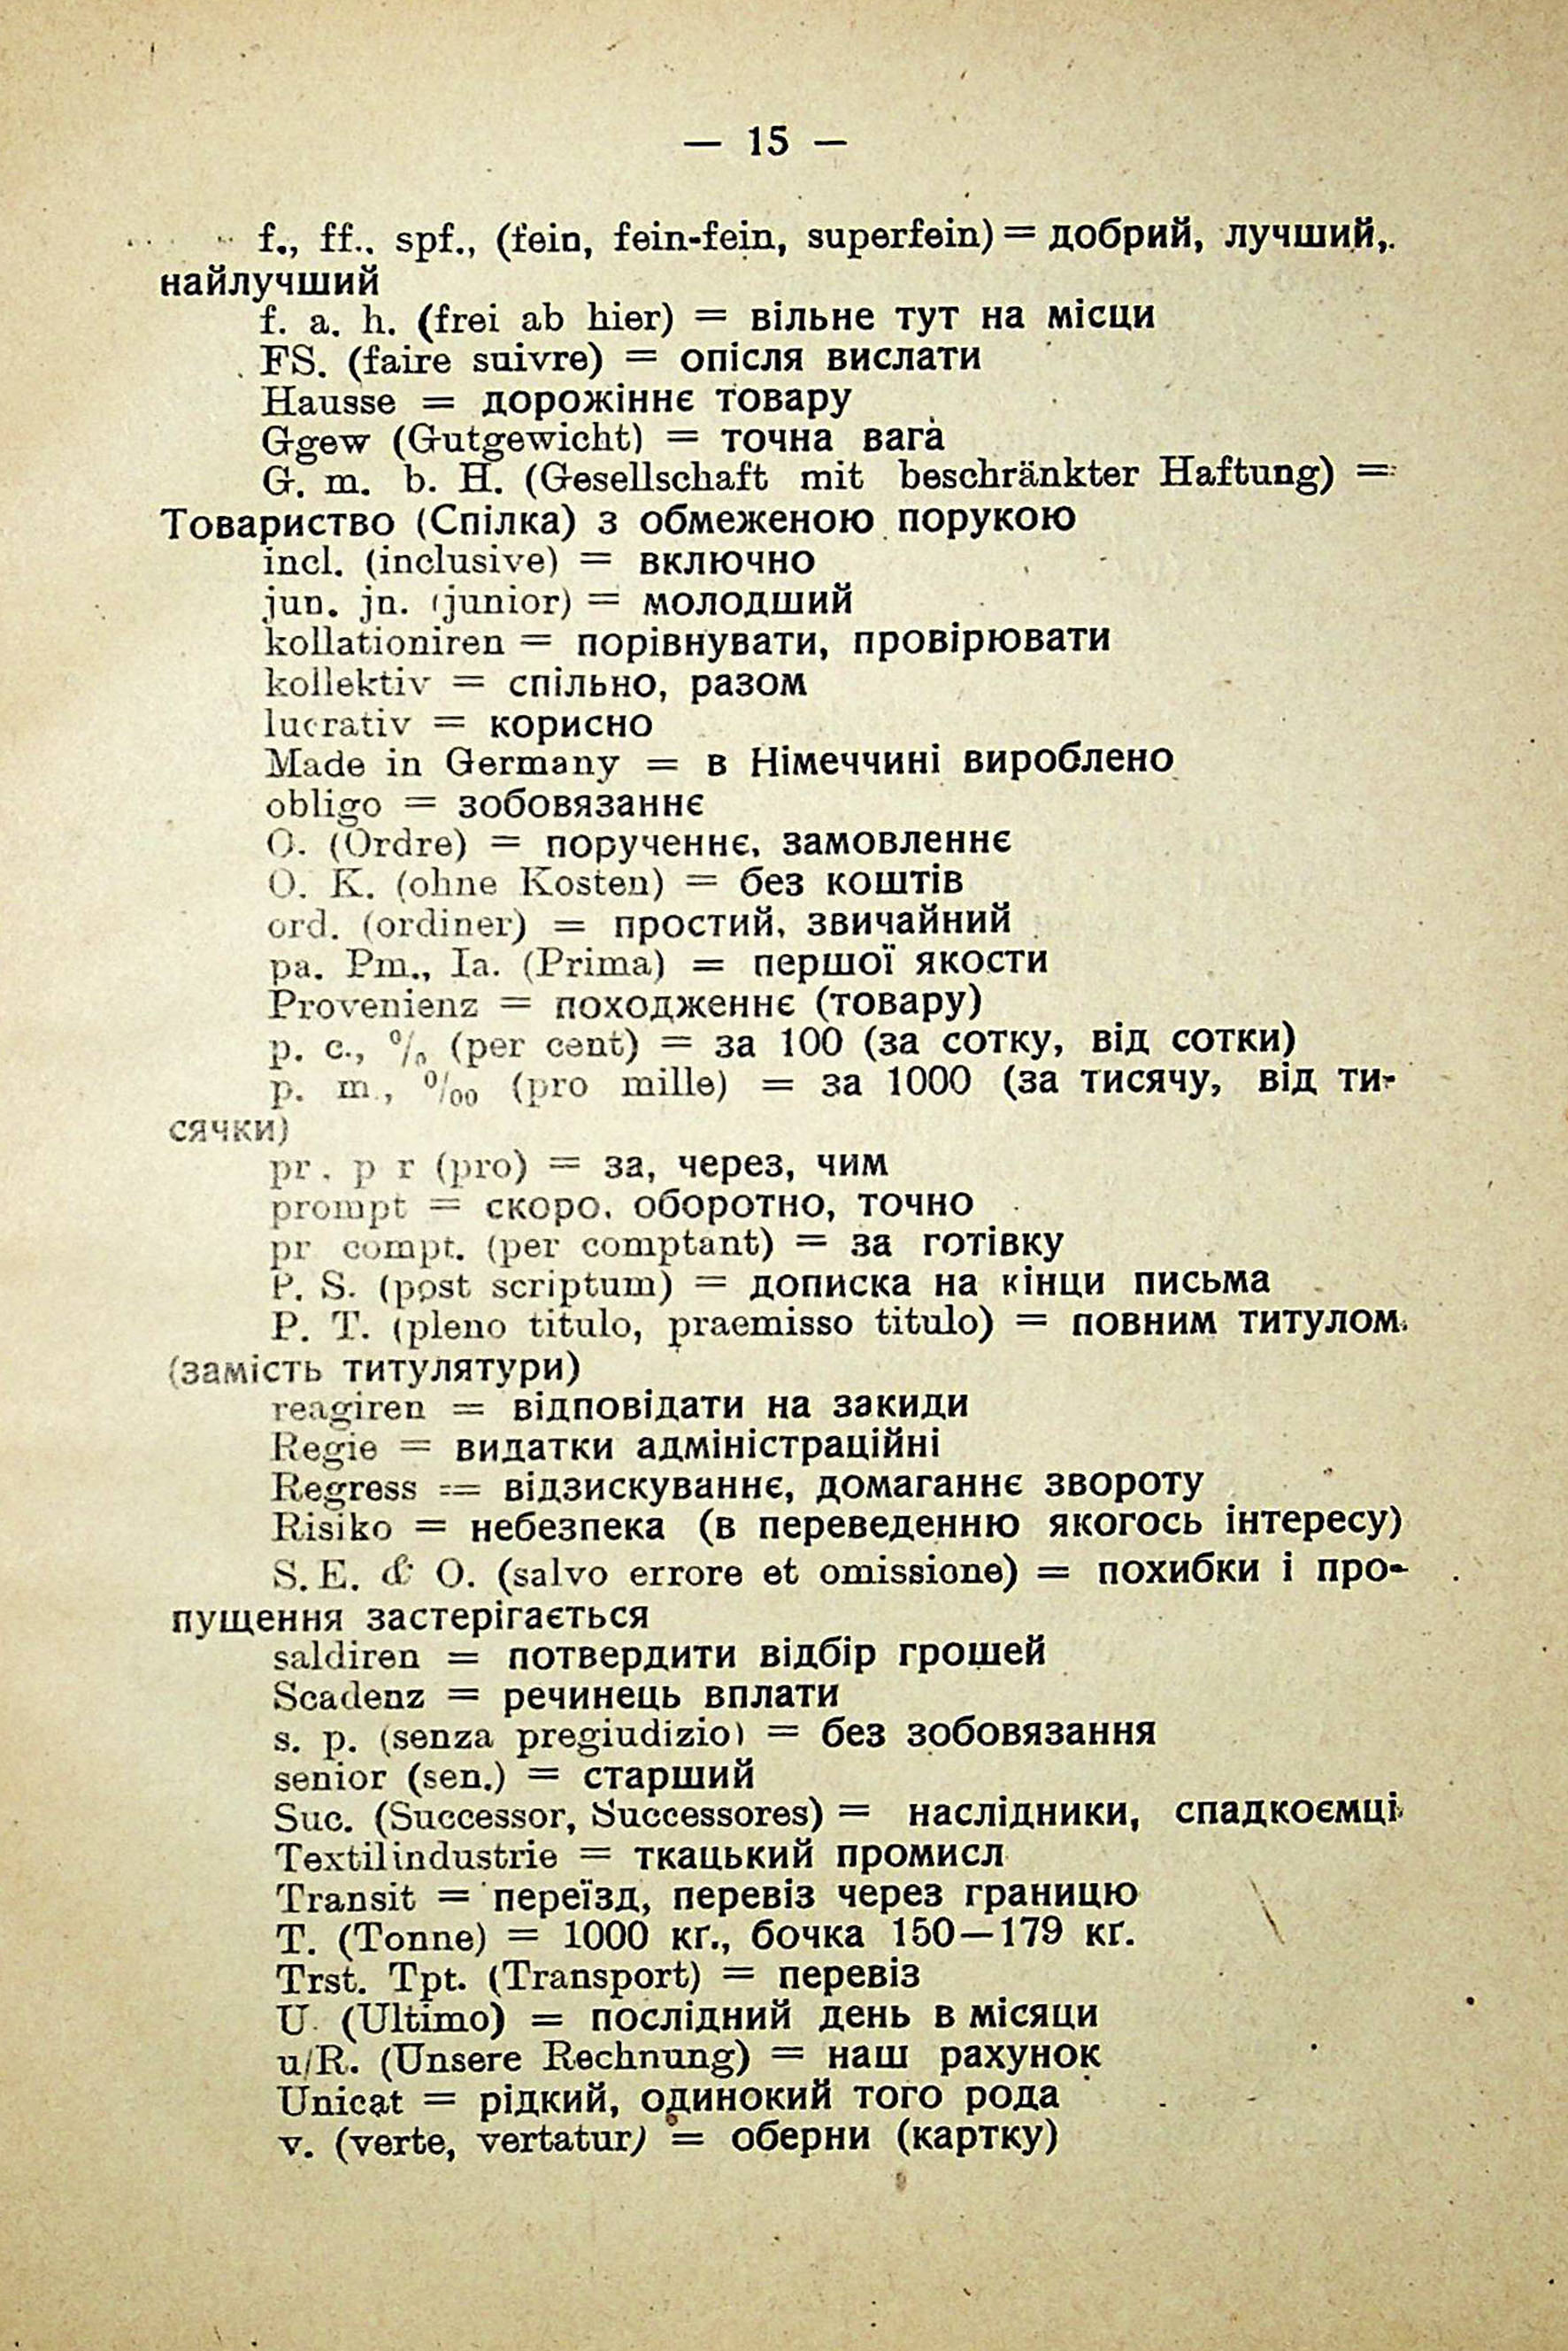 — 15 —
f., ff.. spf., (fein, fein-fein, superfein) = добрий, лучший,
найлучший
f. a. h. (frei ab hier) = вільне тут на місци
FS. (faire suivre) = опісля вислати
Hausse = дорожіннє товару
Ggew (Gutgewicht) = точна вага
G. m. b. H. (Gesellschaft mit beschränkter Haftung) =
Товариство (Спілка) з обмеженою порукою
incl. (inclusive) = включно
jun. jn. (junior) = молодший
kollationiren = порівнувати, провірювати
kollektiv = спільно, разом
lucrativ = корисно
Made in Germany = в Німеччині вироблено
obligo = зобовязаннє
O. (Ordre) = порученнє, замовленнє
O. K. (ohne Kosten) = без коштів
ord. (ordiner) = простий, звичайний
pa. Pm., Ia. (Prima) = першої якости
Provenienz = походженнє (товару)
p. c., % (per cent) = за 100 (за сотку, від сотки)
p. m., ‰ (pro mille) = за 1000 (за тисячу, від ти-
сячки)
pr. p r (pro) = за, через, чим
prompt = скоро, оборотно, точно
pr compt. (per comptant) = за готівку
P. S. (post scriptum) = дописка на кінци письма
P. T. (pleno titulo, praemisso titulo) = повним титулом
(замість титулятури)
reagiren = відповідати на закиди
Regie = видатки адміністраційні
Regress = відзискуваннє, домаганнє звороту
Risiko = небезпека (в переведенню якогось інтересу)
S. E. & O. (salvo errore et omissione) = похибки і про-
пущення застерігається
saldiren = потвердити відбір грошей
Scadenz = речинець вплати
s. p. (senza pregiudizio) = без зобовязання
senior (sen.) = старший
Suc. (Successor, Successores) = наслідники, спадкоємці
Textilindustrie = ткацький промисл
Transit = переїзд, перевіз через границю
T. (Tonne) = 1000 кґ., бочка 150—179 кґ.
Trst. Tpt. (Transport) = перевіз
U. (Ultimo) = послідний день в місяци
u/R. (Unsere Rechnung) = наш рахунок
Unicat = рідкий, одинокий того рода
v. (verte, vertatur) = оберни (картку)